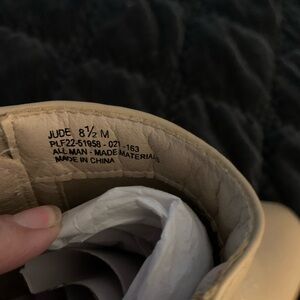 JUDE 8½ M
PLF22-51958 - 021 -163
ALL MAN - MADE MATERIALS
MADE IN CHINA